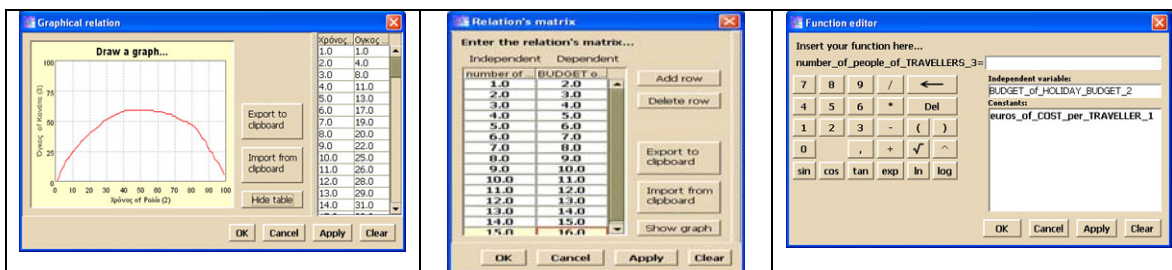 Graphical relation
Draw a graph...
100
75
50
25
0
0 10 20 30 40 50 60 70 80 90 100
Χρόνος of Ρολόι (2)
Export to clipboard
Import from clipboard
Hide table
Χρόνος... Ογκος ...
1.0 1.0
2.0 4.0
3.0 8.0
4.0 11.0
5.0 13.0
6.0 17.0
7.0 19.0
8.0 20.0
9.0 22.0
10.0 25.0
11.0 26.0
12.0 28.0
13.0 29.0
14.0 31.0
OK Cancel Apply Clear
Relation's matrix
Enter the relation's matrix...
Independent Dependent
number of ... BUDGET o...
1.0 2.0
2.0 3.0
3.0 4.0
4.0 5.0
5.0 6.0
6.0 7.0
7.0 8.0
8.0 9.0
9.0 10.0
10.0 11.0
11.0 12.0
12.0 13.0
13.0 14.0
14.0 15.0
15.0 16.0
Add row
Delete row
Export to clipboard
Import from clipboard
Show graph
OK Cancel Apply Clear
Function editor
Insert your function here...
number_of_people_of_TRAVELLERS_3=
7 8 9 / ←
4 5 6 * Del
1 2 3 - ( )
0 , + √ ^
sin cos tan exp ln log
Independent variable:
BUDGET_of_HOLIDAY_BUDGET_2
Constants:
euros_of_COST_per_TRAVELLER_1
OK Cancel Apply Clear